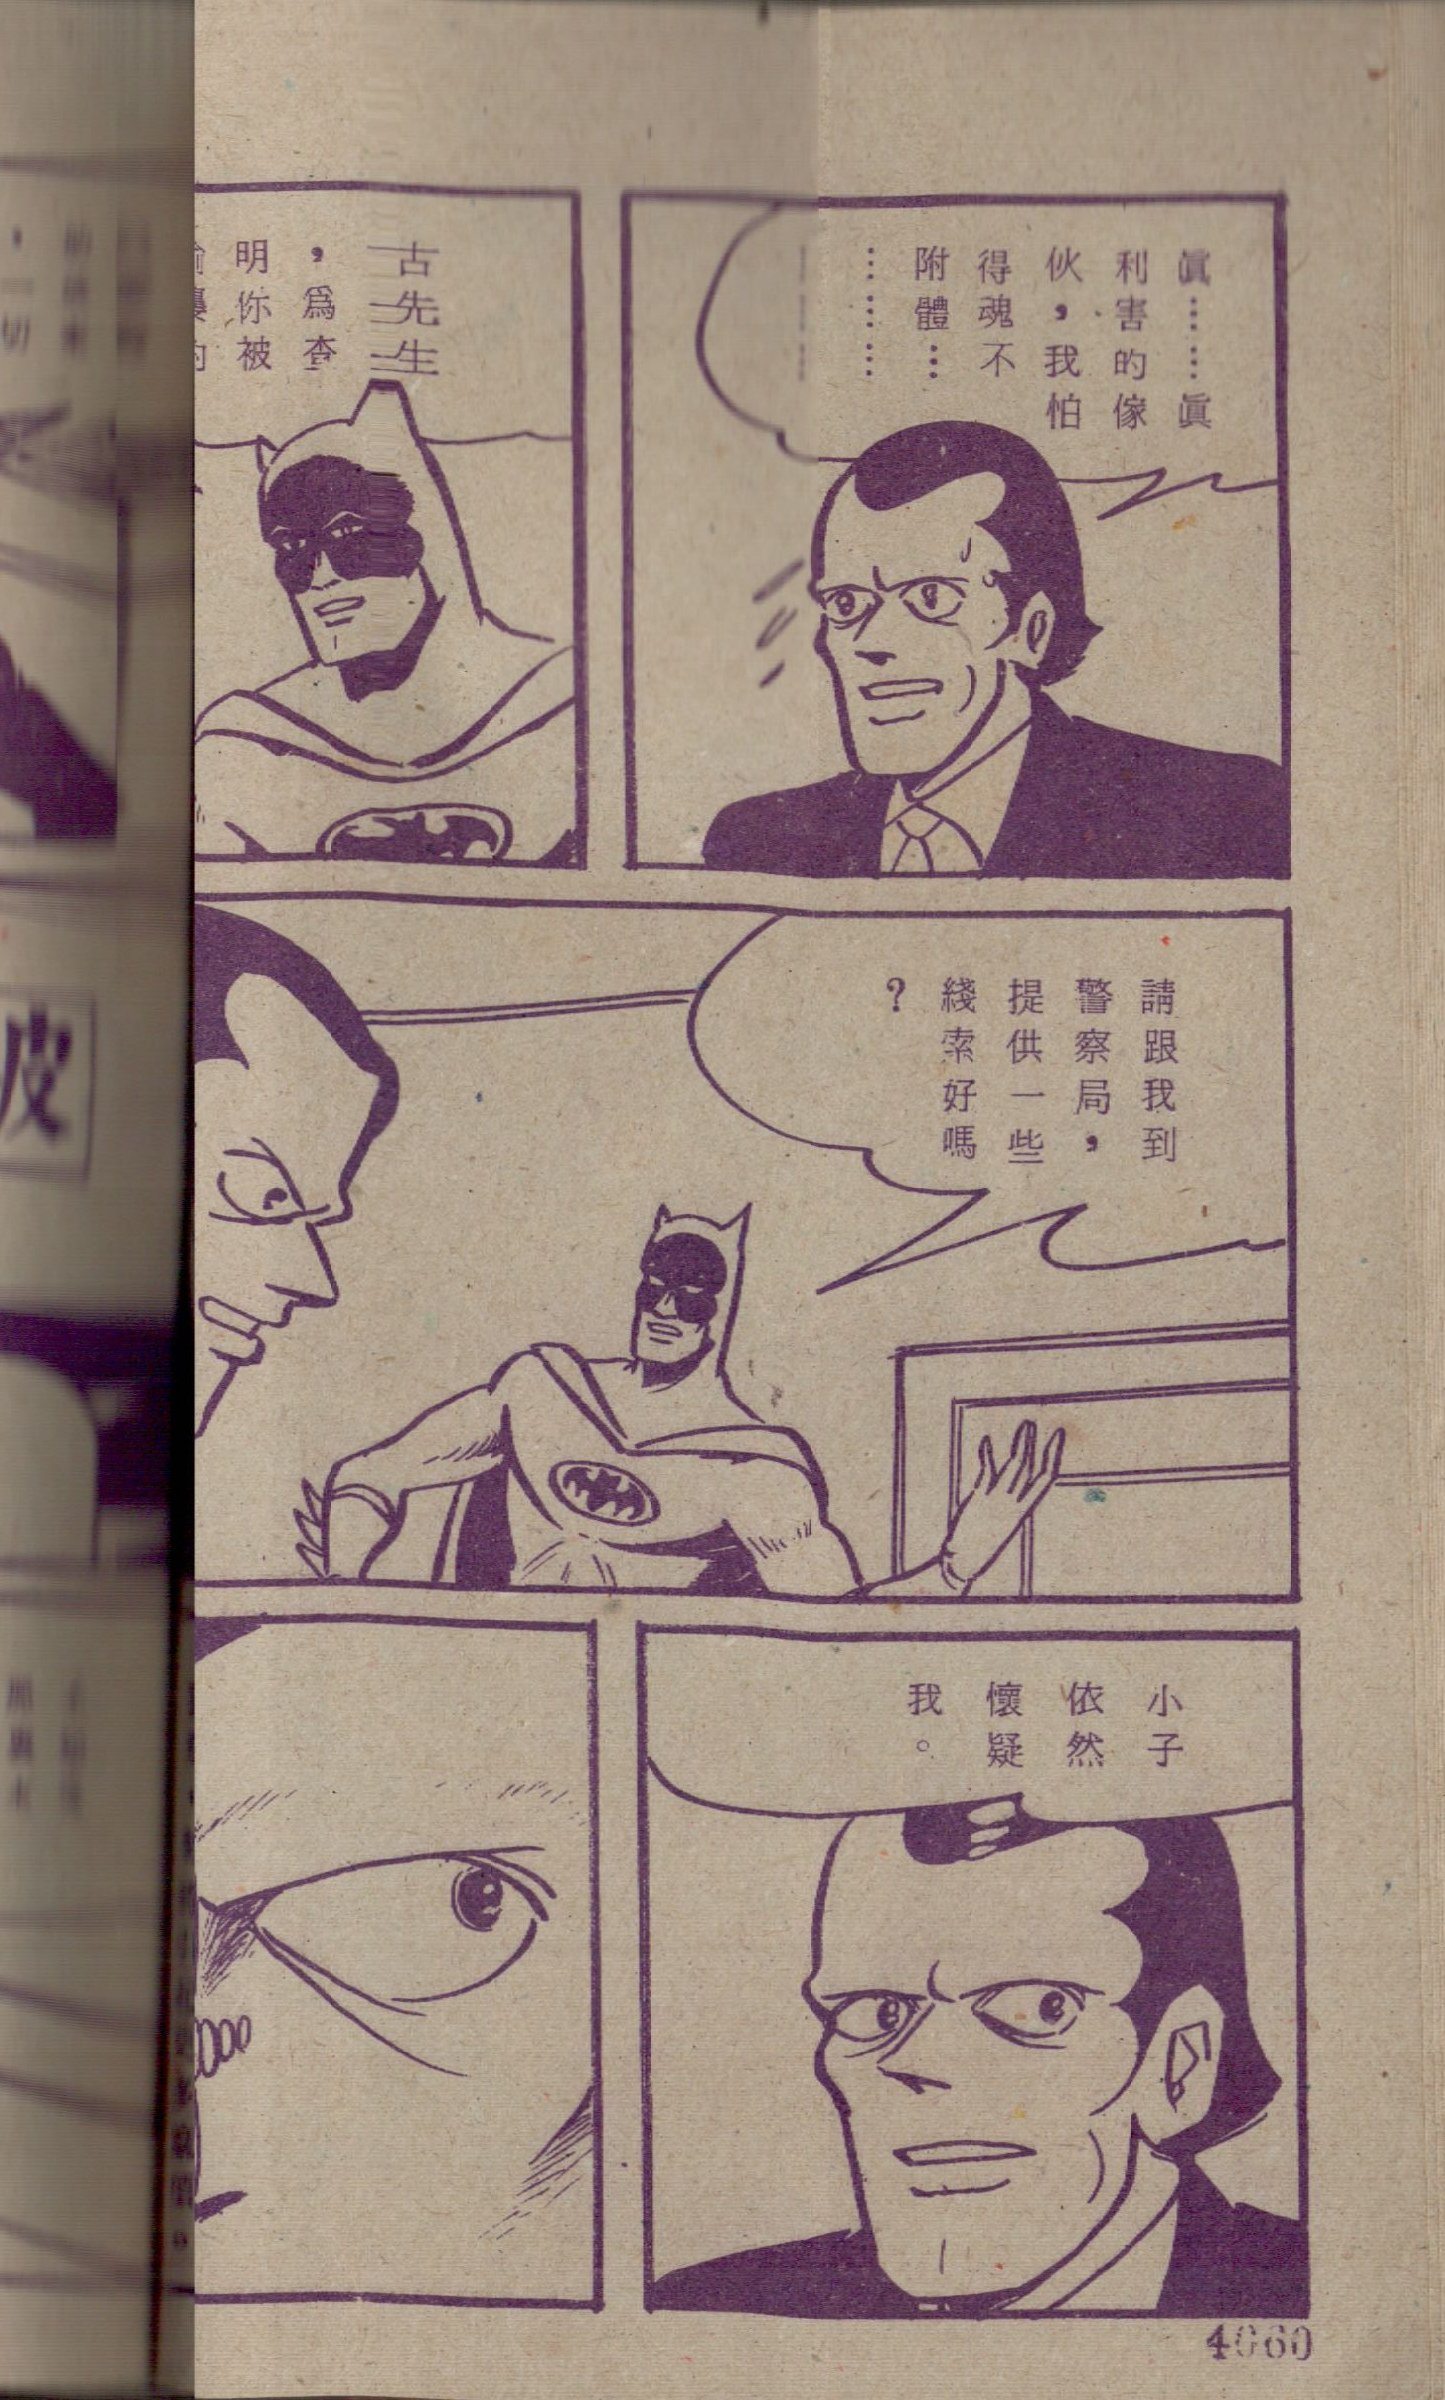 眞……眞
利害的傢
伙，我怕
得魂不
附體…
………
古先生
，爲查
明你被
請跟我到
警察局，
提供一些
綫索好嗎
？
小子
依然
懷疑
我。
4060
皮